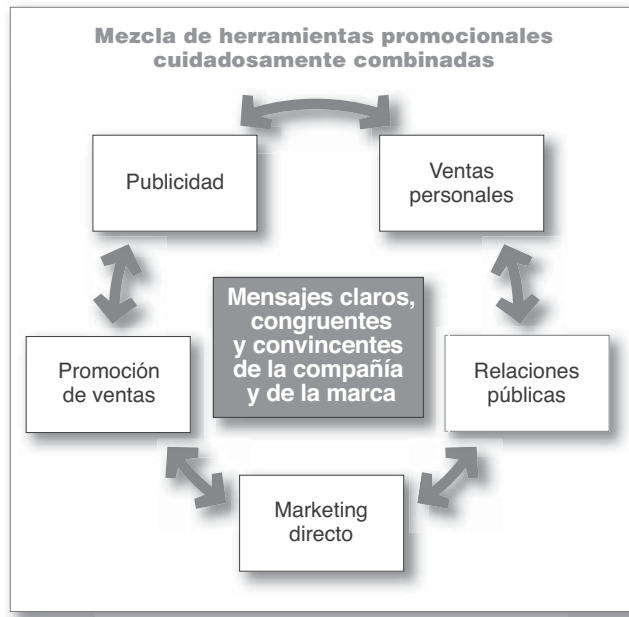 Mezcla de herramientas promocionales
cuidadosamente combinadas
Publicidad
Ventas
personales
Mensajes claros,
congruentes
y convincentes
de la compañía
y de la marca
Promoción
de ventas
Relaciones
públicas
Marketing
directo